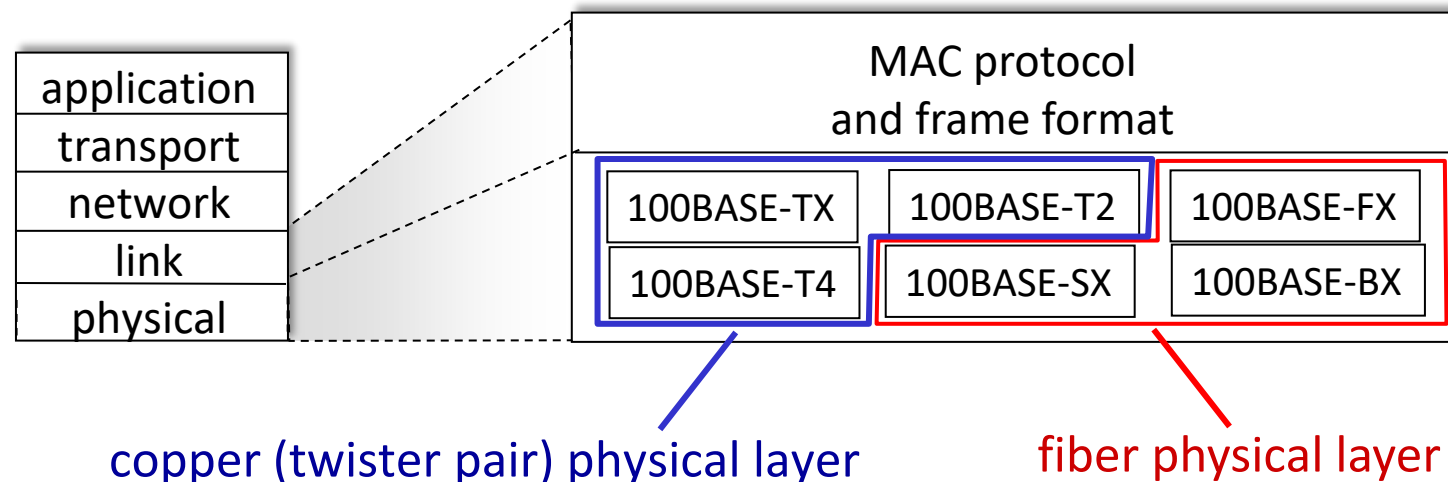 application
transport
network
link
physical
MAC protocol
and frame format
100BASE-TX
100BASE-T2
100BASE-FX
100BASE-T4
100BASE-SX
100BASE-BX
copper (twister pair) physical layer
fiber physical layer